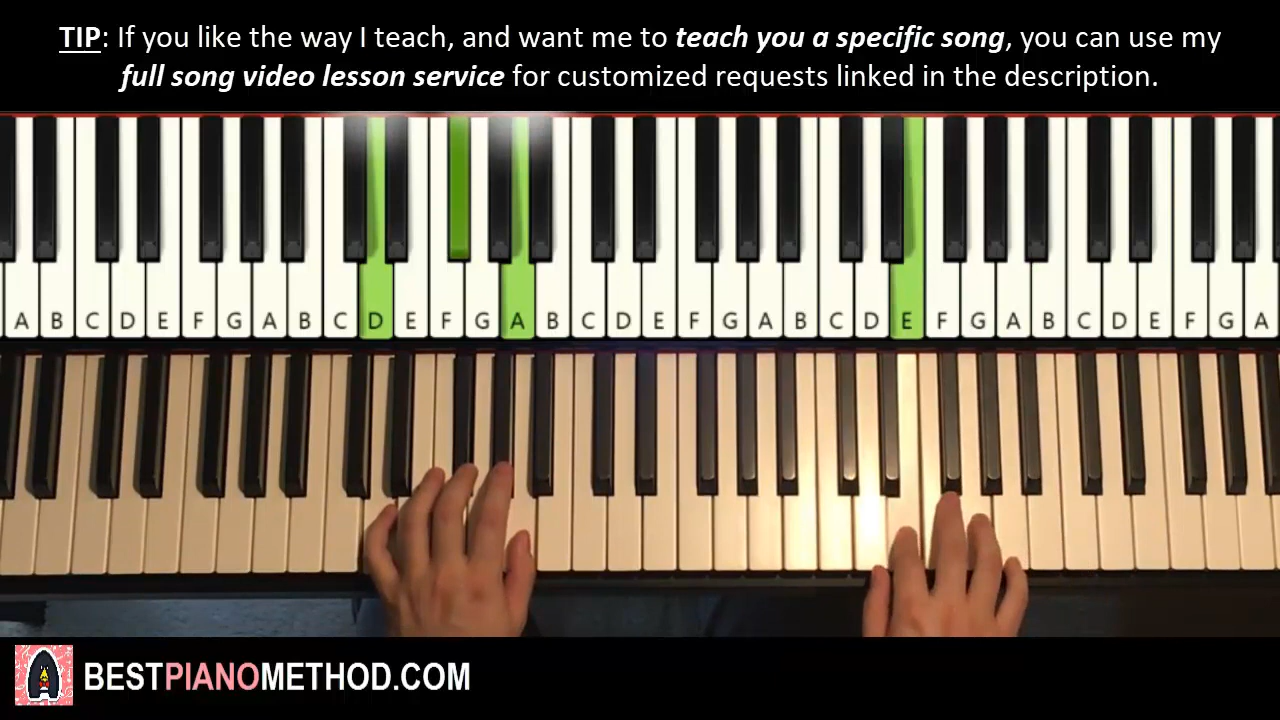 TIP: If you like the way I teach, and want me to teach you a specific song, you can use my
full song video lesson service for customized requests linked in the description.
A B C D E F G A B C D E F G A B C D E F G A B C D E F G A B C D E F G A
BESTPIANOMETHOD.COM